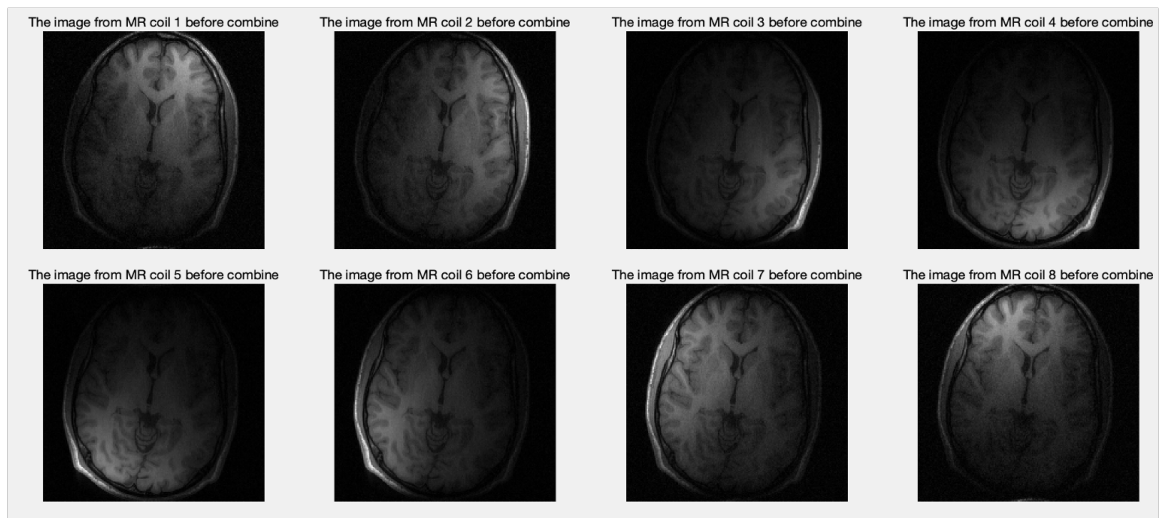 The image from MR coil 1 before combine
The image from MR coil 2 before combine
The image from MR coil 3 before combine
The image from MR coil 4 before combine
The image from MR coil 5 before combine
The image from MR coil 6 before combine
The image from MR coil 7 before combine
The image from MR coil 8 before combine